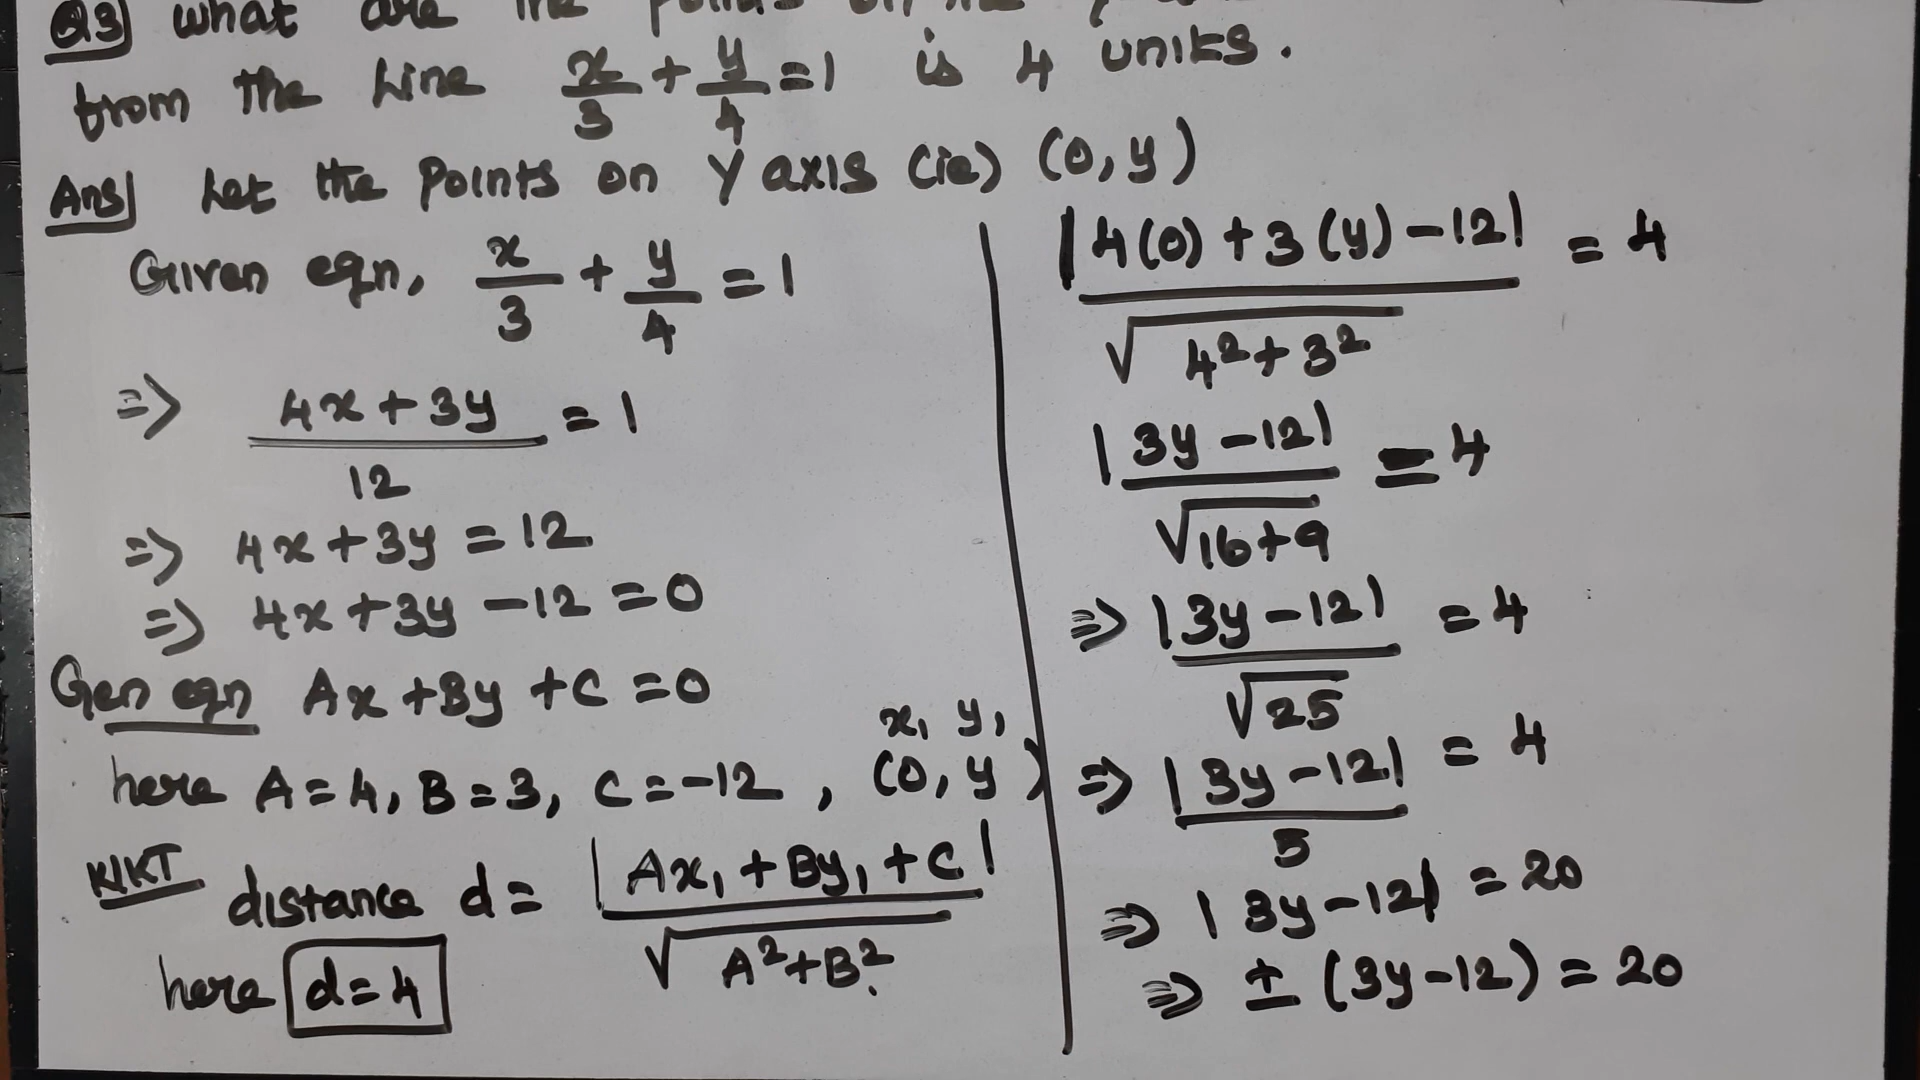 Q3) what are the points on the
from the Line x/3 + y/4 = 1 is 4 units.
Ans) Let the points on Y axis (ie) (0, y)
Given eqn, x/3 + y/4 = 1
=> (4x + 3y)/12 = 1
=> 4x + 3y = 12
=> 4x + 3y - 12 = 0
Gen eqn Ax + By + C = 0
x₁ y₁
here A = 4, B = 3, C = -12, (0, y)
WKT distance d = |Ax₁ + By₁ + C| / √(A² + B²)
here d = 4
|4(0) + 3(y) - 12| / √(4² + 3²) = 4
|3y - 12| / √(16 + 9) = 4
=> |3y - 12| / √25 = 4
=> |3y - 12| / 5 = 4
=> |3y - 12| = 20
=> ± (3y - 12) = 20